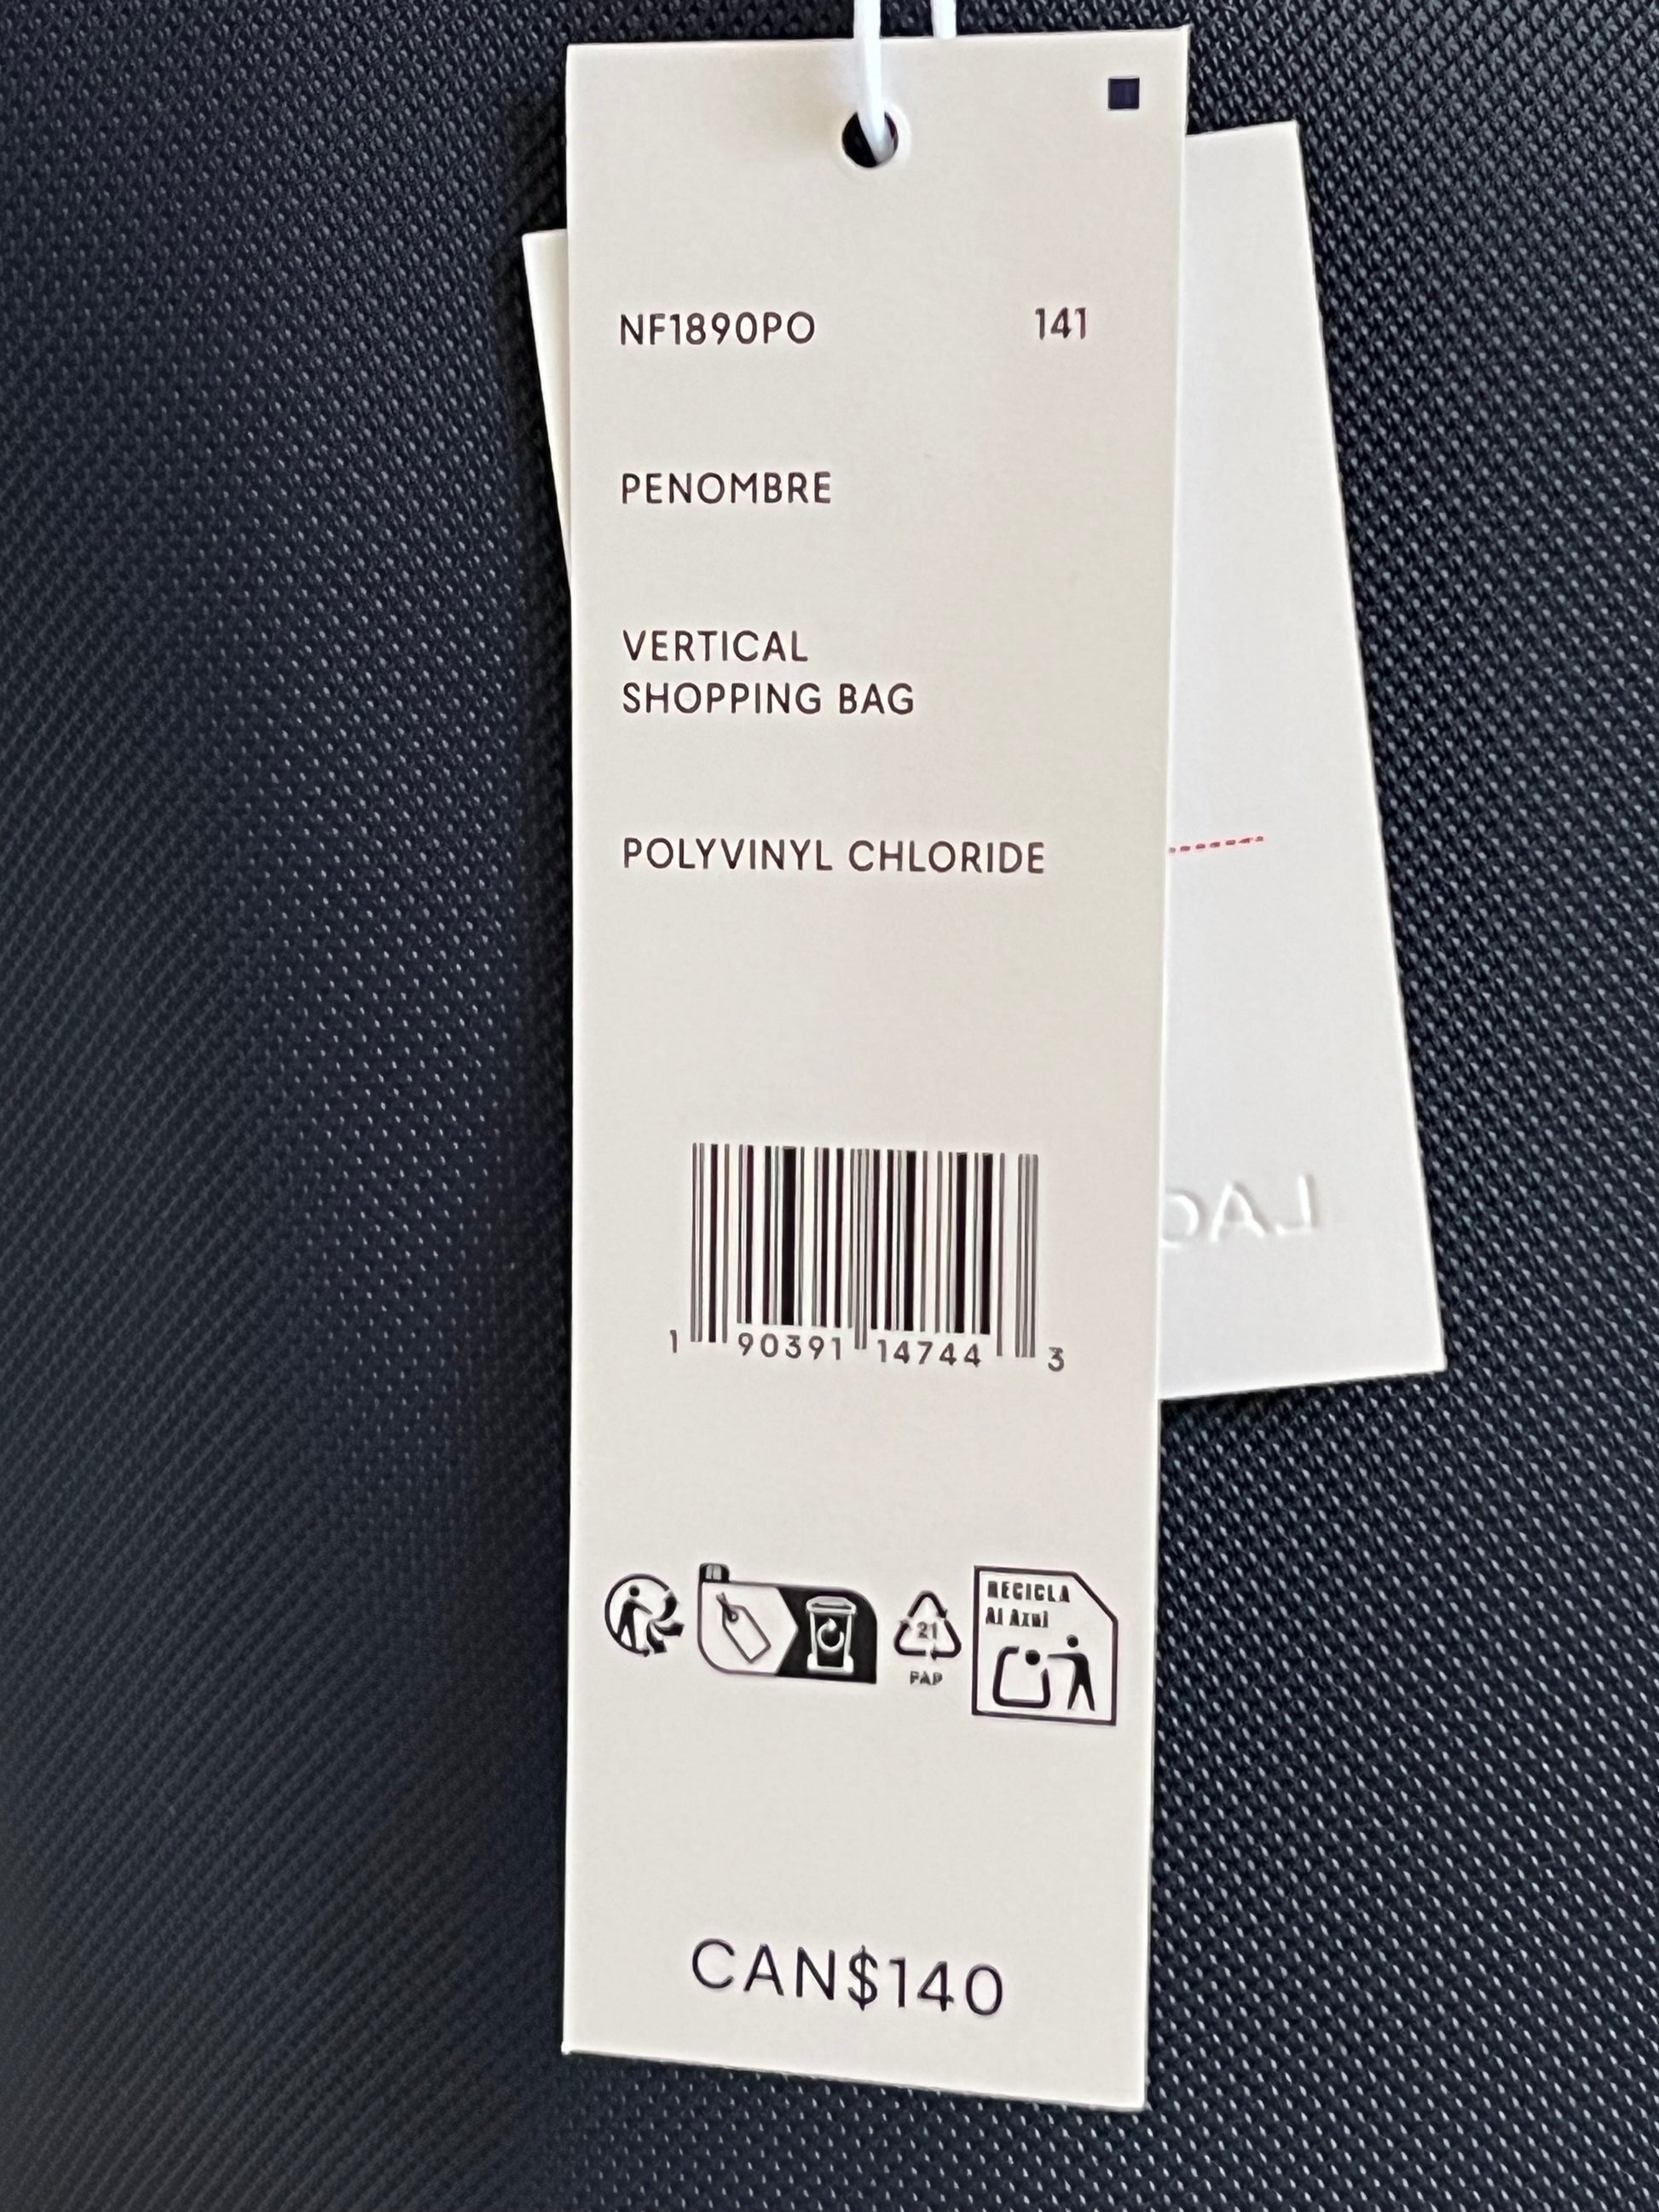 NF1890PO 141
PENOMBRE
VERTICAL
SHOPPING BAG
POLYVINYL CHLORIDE
1 90391 14744 3
RECICLA
Al Azul
21
PAP
CAN$140
LAC